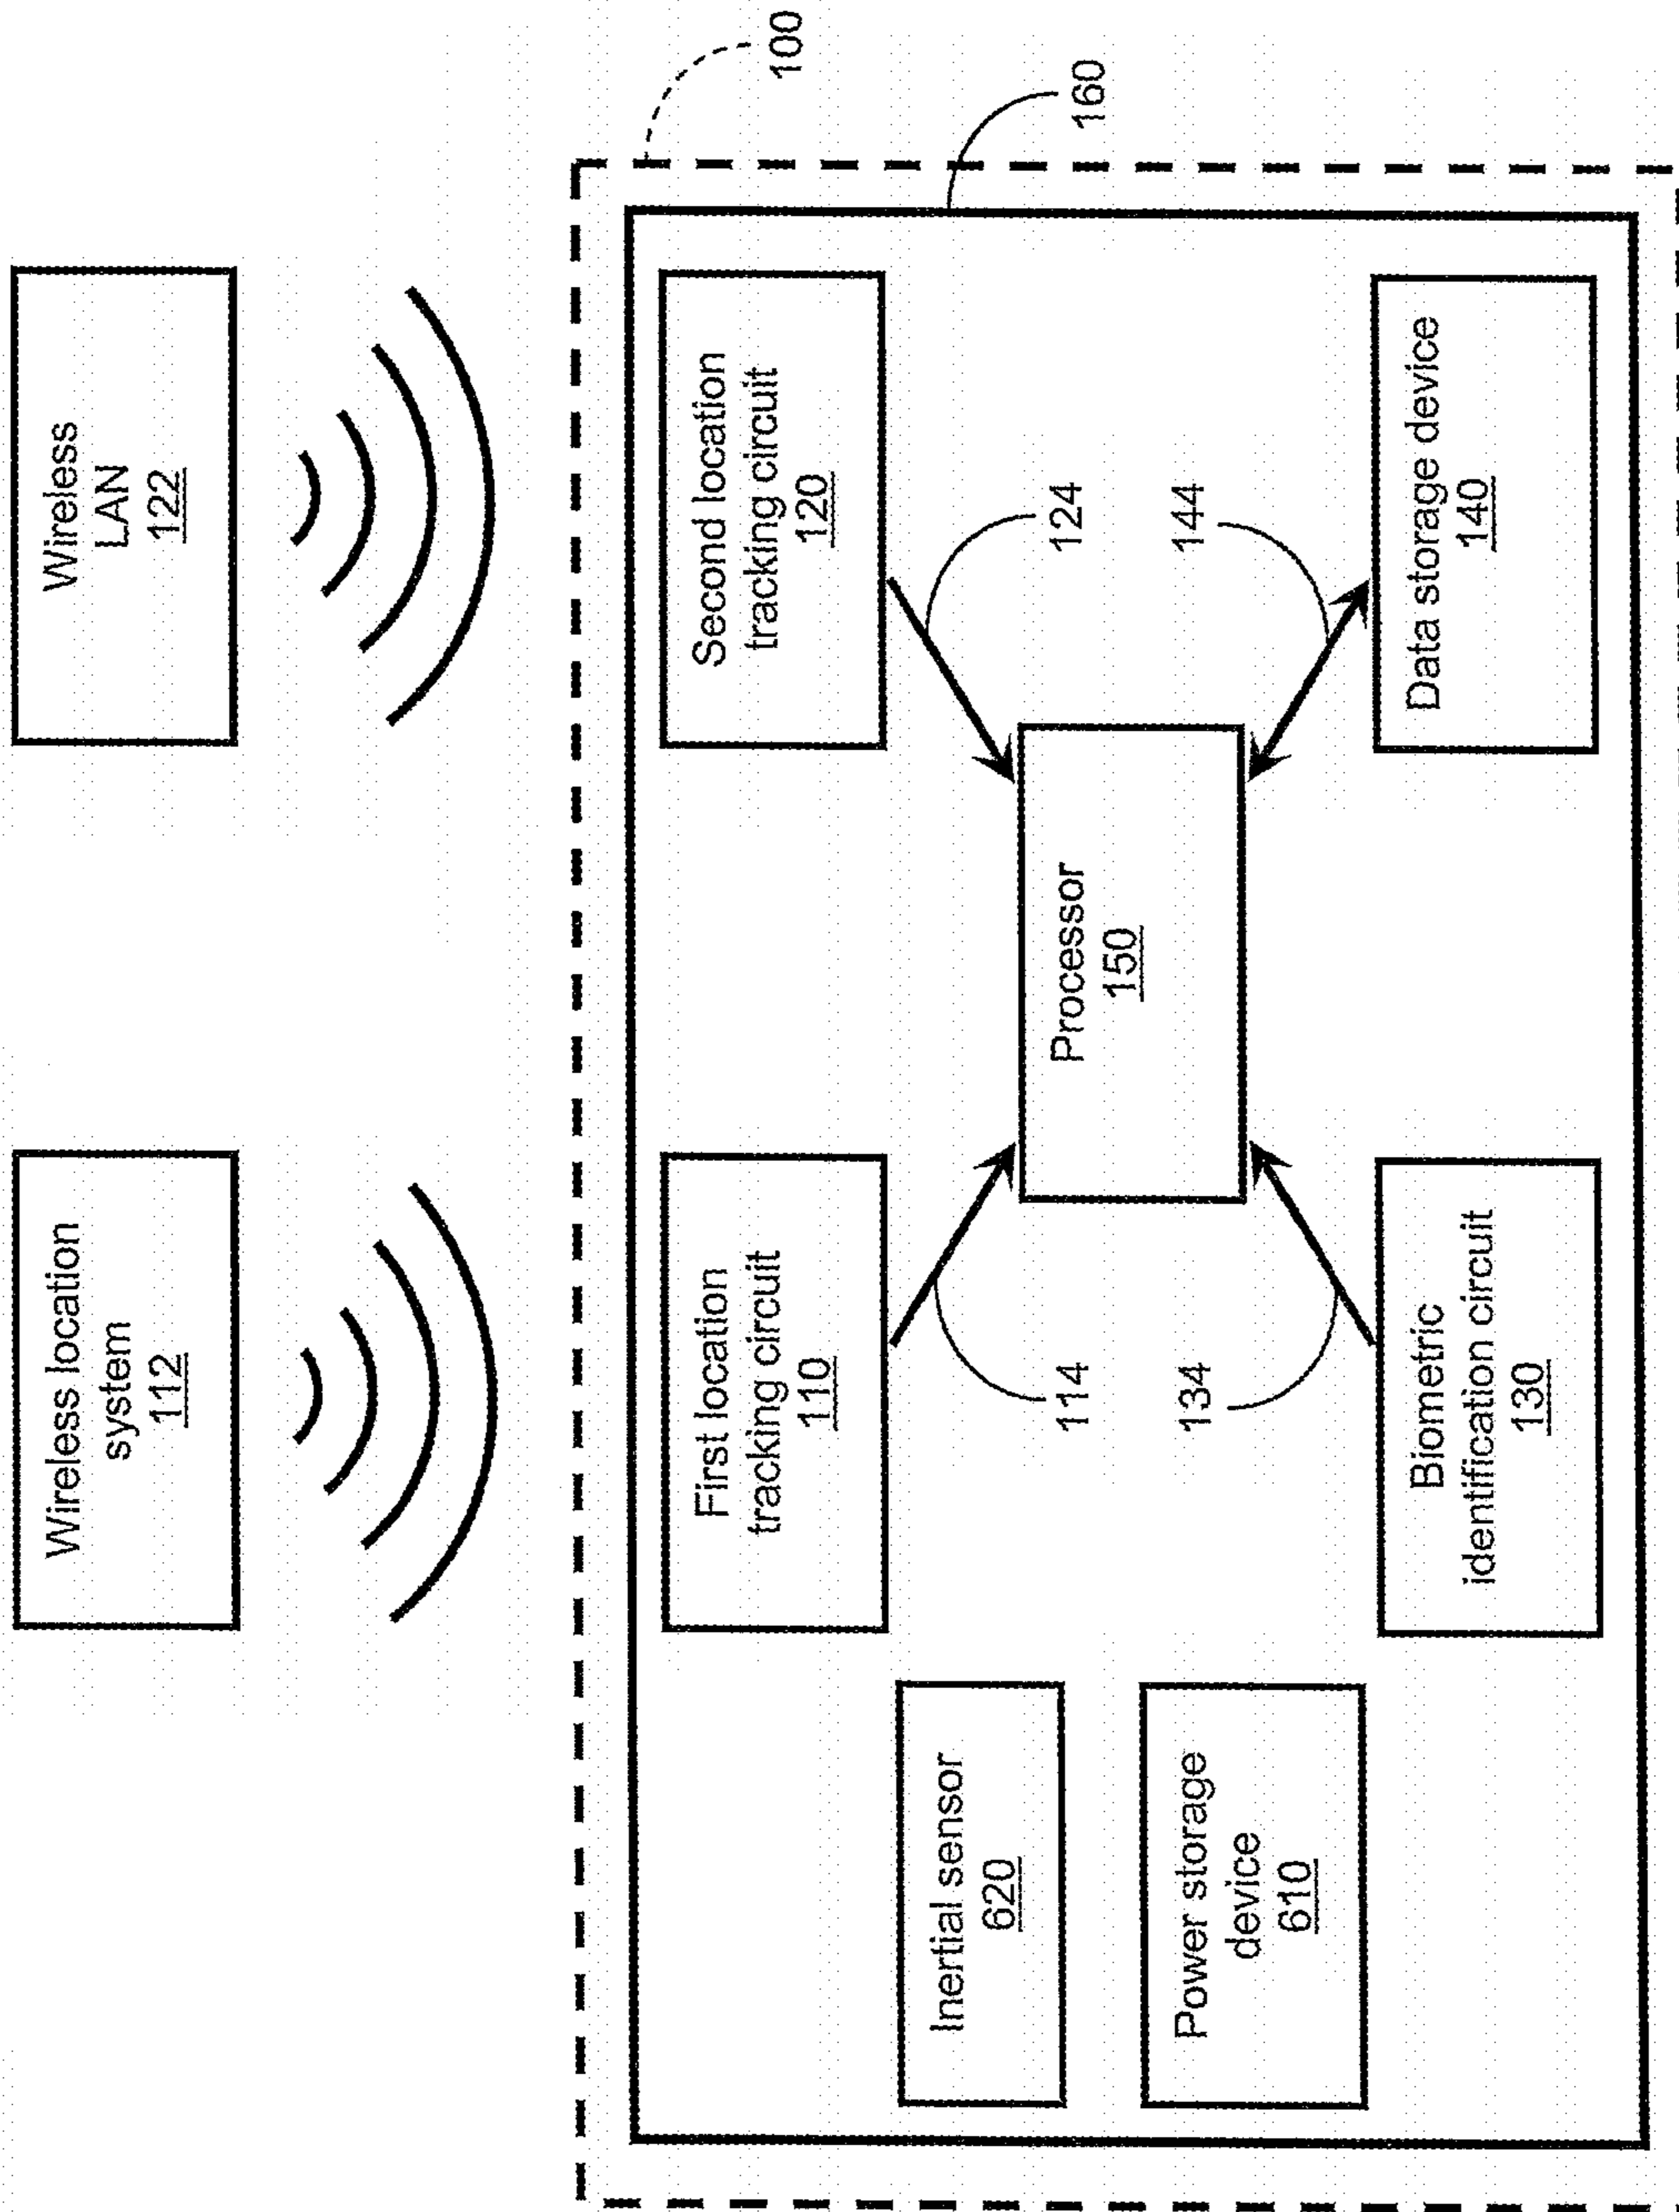 Wireless location
system
112
Wireless
LAN
122
100
160
First location
tracking circuit
110
Second location
tracking circuit
120
Inertial sensor
620
114
124
Processor
150
Power storage
device
610
134
144
Biometric
identification circuit
130
Data storage device
140